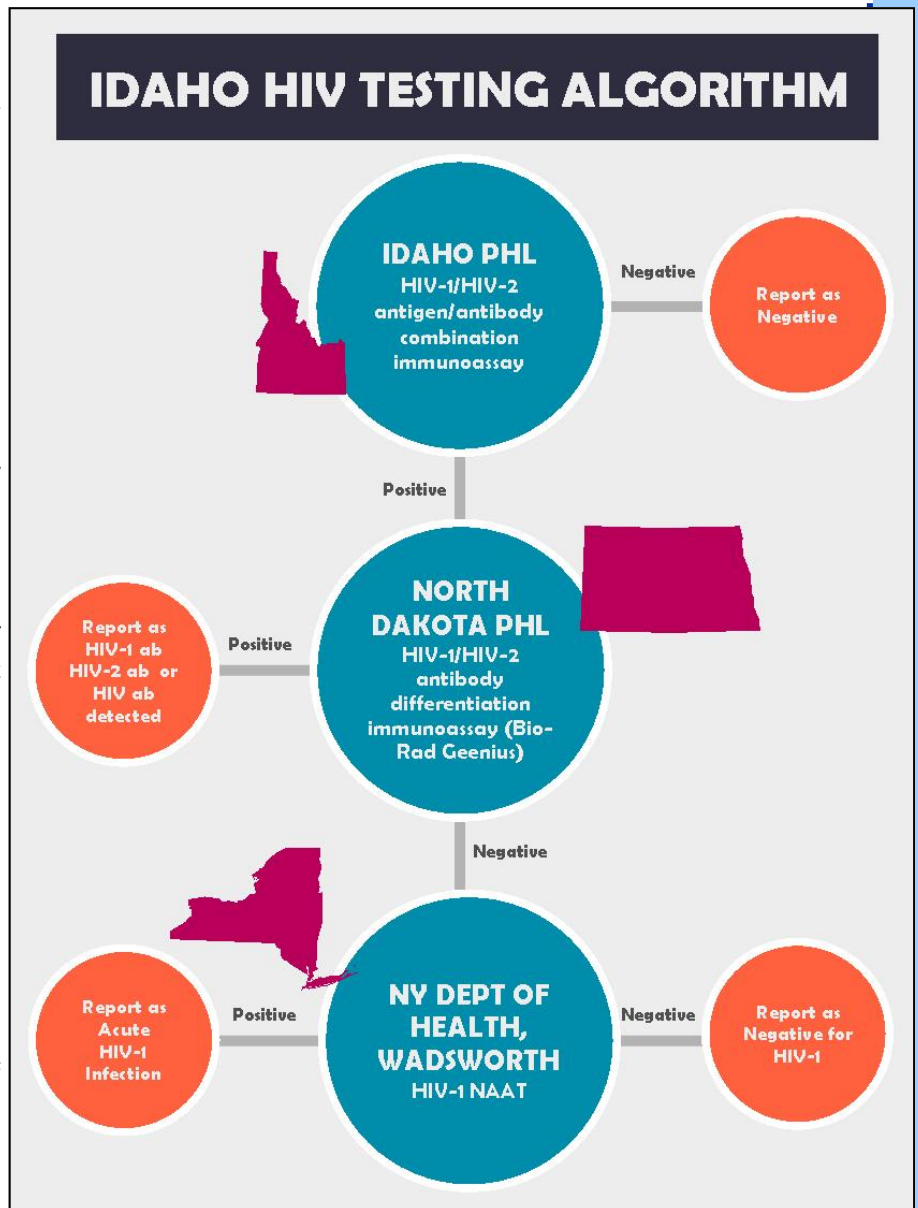 IDAHO HIV TESTING ALGORITHM
IDAHO PHL
HIV-1/HIV-2
antigen/antibody
combination
immunoassay
Negative
Report as
Negative
Positive
NORTH
DAKOTA PHL
HIV-1/HIV-2
antibody
differentiation
immunoassay (Bio-
Rad Geenius)
Positive
Report as
HIV-1 ab
HIV-2 ab or
HIV ab
detected
Negative
NY DEPT OF
HEALTH,
WADSWORTH
HIV-1 NAAT
Positive
Report as
Acute
HIV-1
Infection
Negative
Report as
Negative for
HIV-1